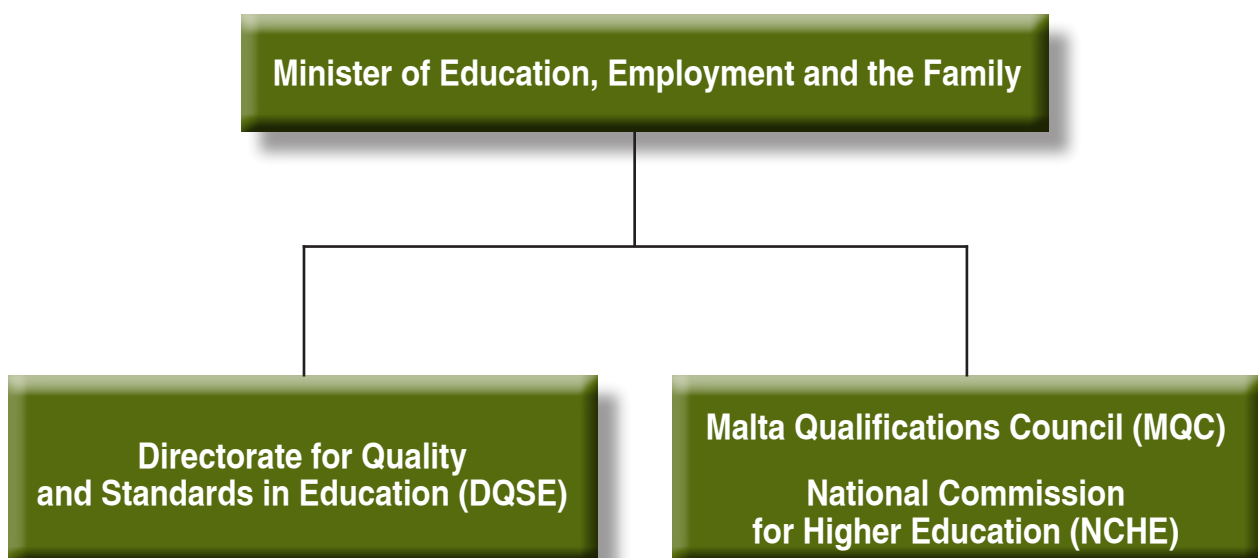 Minister of Education, Employment and the Family
Directorate for Quality
and Standards in Education (DQSE)
Malta Qualifications Council (MQC)
National Commission
for Higher Education (NCHE)